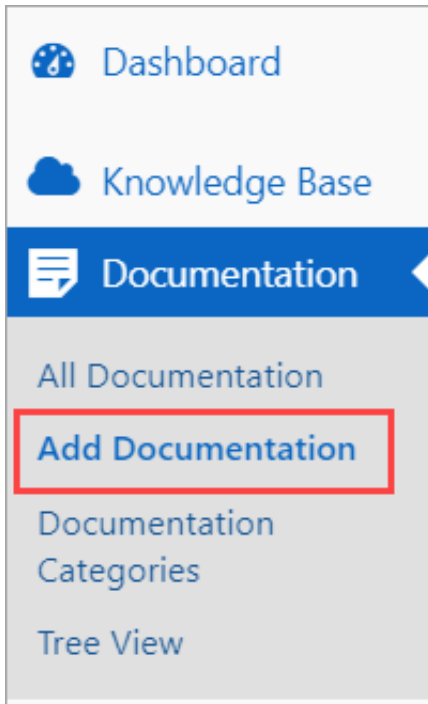 Dashboard
Knowledge Base
Documentation
All Documentation
Add Documentation
Documentation
Categories
Tree View